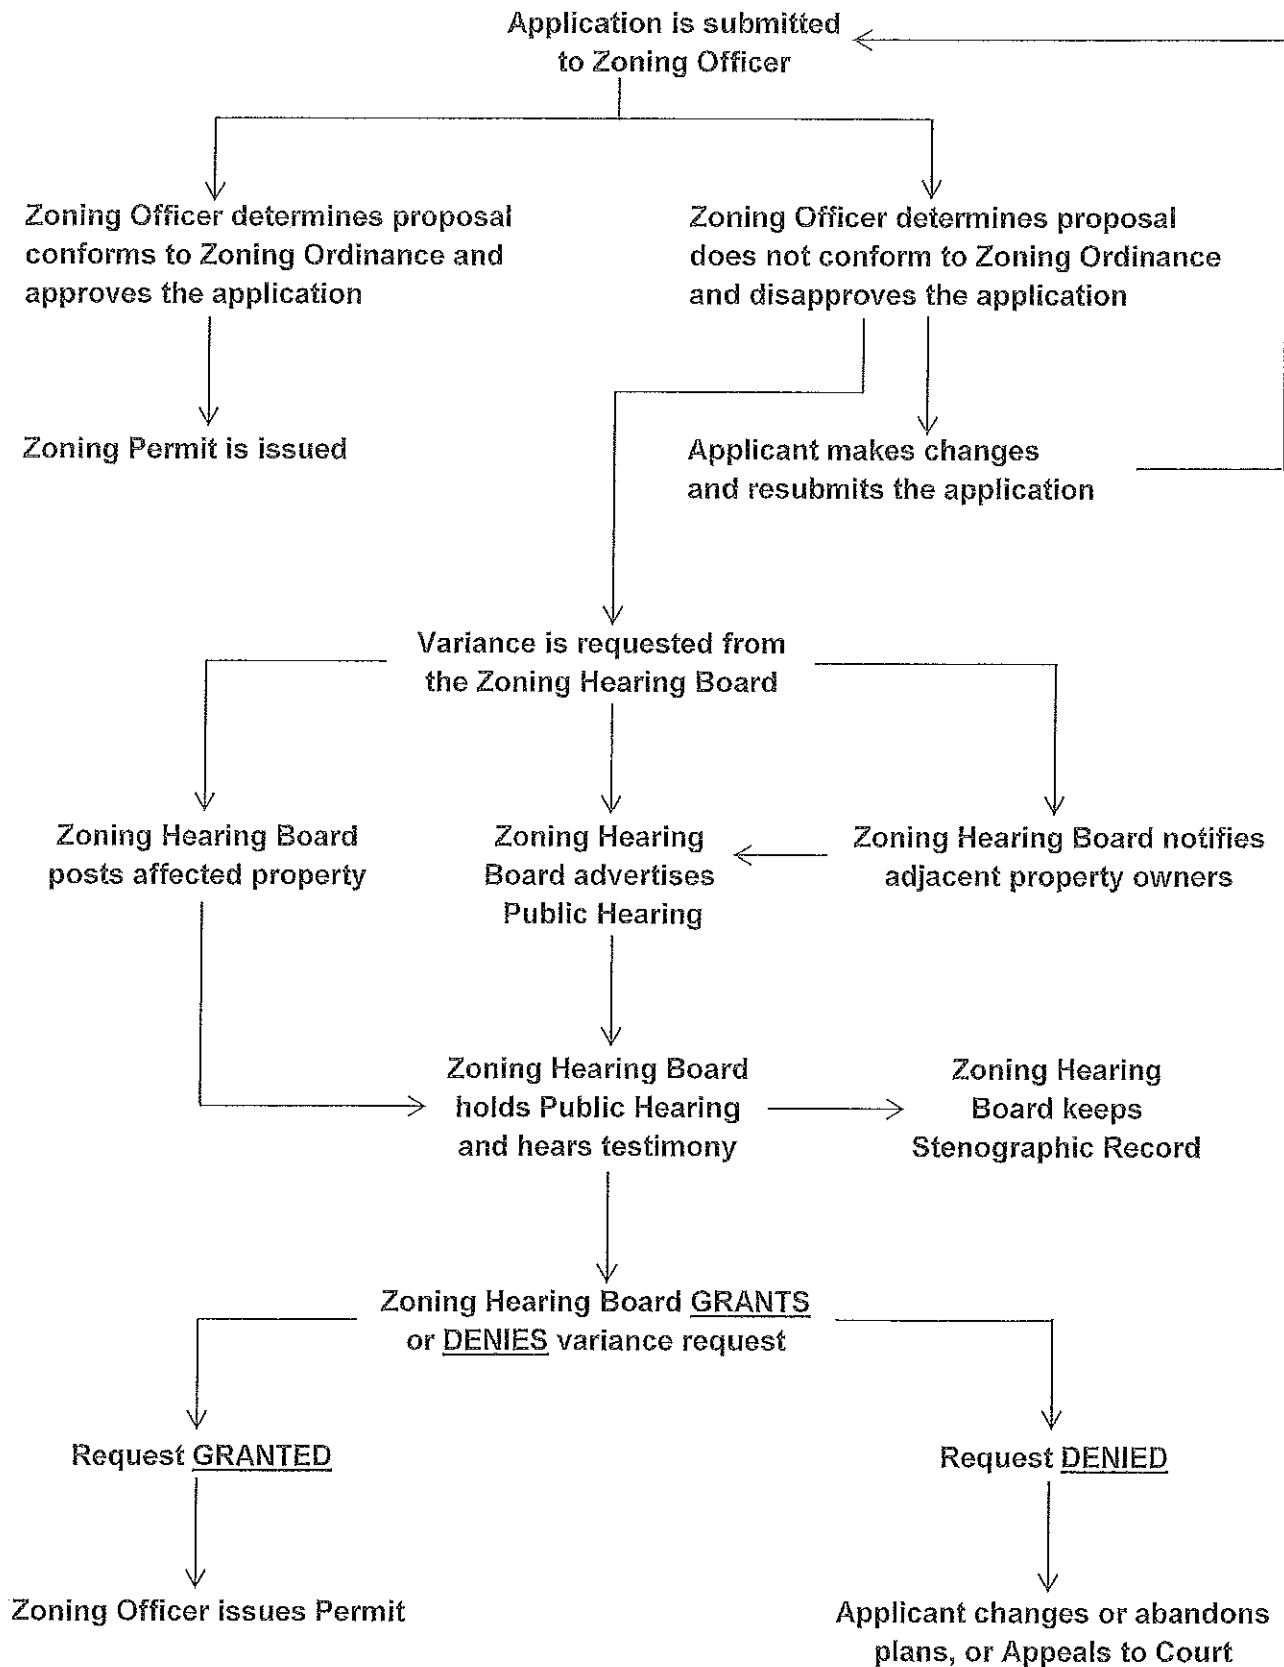 Application is submitted
to Zoning Officer
Zoning Officer determines proposal
conforms to Zoning Ordinance and
approves the application
Zoning Officer determines proposal
does not conform to Zoning Ordinance
and disapproves the application
Zoning Permit is issued
Applicant makes changes
and resubmits the application
Variance is requested from
the Zoning Hearing Board
Zoning Hearing Board
posts affected property
Zoning Hearing
Board advertises
Public Hearing
Zoning Hearing Board notifies
adjacent property owners
Zoning Hearing Board
holds Public Hearing
and hears testimony
Zoning Hearing
Board keeps
Stenographic Record
Zoning Hearing Board GRANTS
or DENIES variance request
Request GRANTED
Request DENIED
Zoning Officer issues Permit
Applicant changes or abandons
plans, or Appeals to Court